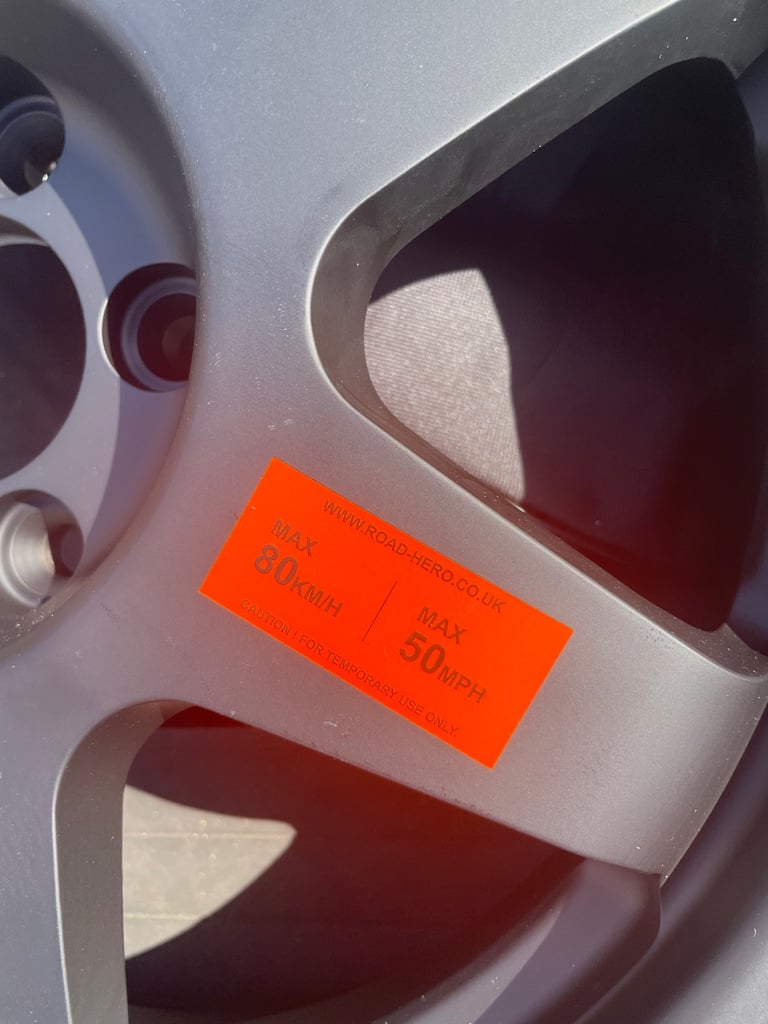 WWW.ROAD-HERO.CO.UK
MAX
80KM/H
MAX
50MPH
CAUTION ! FOR TEMPORARY USE ONLY.